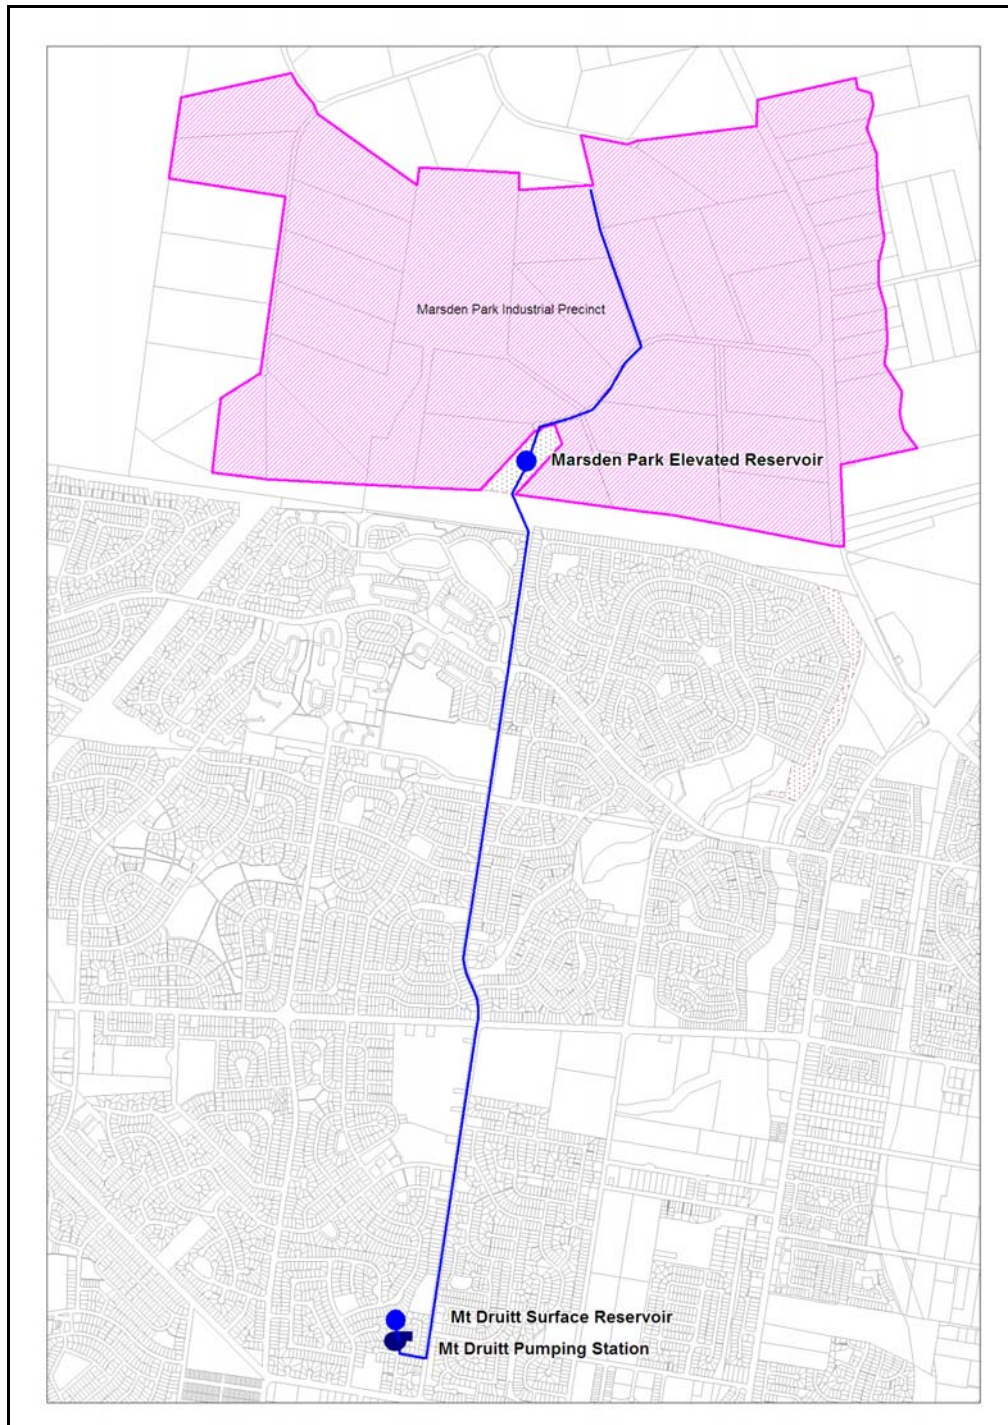 Marsden Park Industrial Precinct
Marsden Park Elevated Reservoir
Mt Druitt Surface Reservoir
Mt Druitt Pumping Station